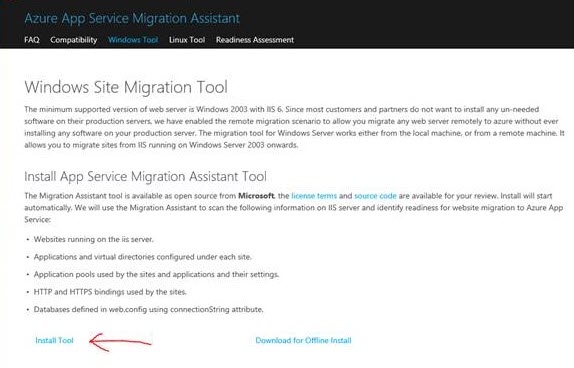 Azure App Service Migration Assistant
FAQ Compatibility Windows Tool Linux Tool Readiness Assessment
Windows Site Migration Tool
The minimum supported version of web server is Windows 2003 with IIS 6. Since most customers and partners do not want to install any un-needed
software on their production servers, we have enabled the remote migration scenario to allow you migrate any web server remotely to azure without ever
installing any software on your production server. The migration tool for Windows Server works either from the local machine, or from a remote machine. It
allows you to migrate sites from IIS running on Windows Server 2003 onwards.
Install App Service Migration Assistant Tool
The Migration Assistant tool is available as open source from Microsoft, the license terms and source code are available for your review. Install will start
automatically. We will use the Migration Assistant to scan the following information on IIS server and identify readiness for website migration to Azure App
Service:
• Websites running on the iis server.
• Applications and virtual directories configured under each site.
• Application pools used by the sites and applications and their settings.
• HTTP and HTTPS bindings used by the sites.
• Databases defined in web.config using connectionString attribute.
Install Tool Download for Offline Install